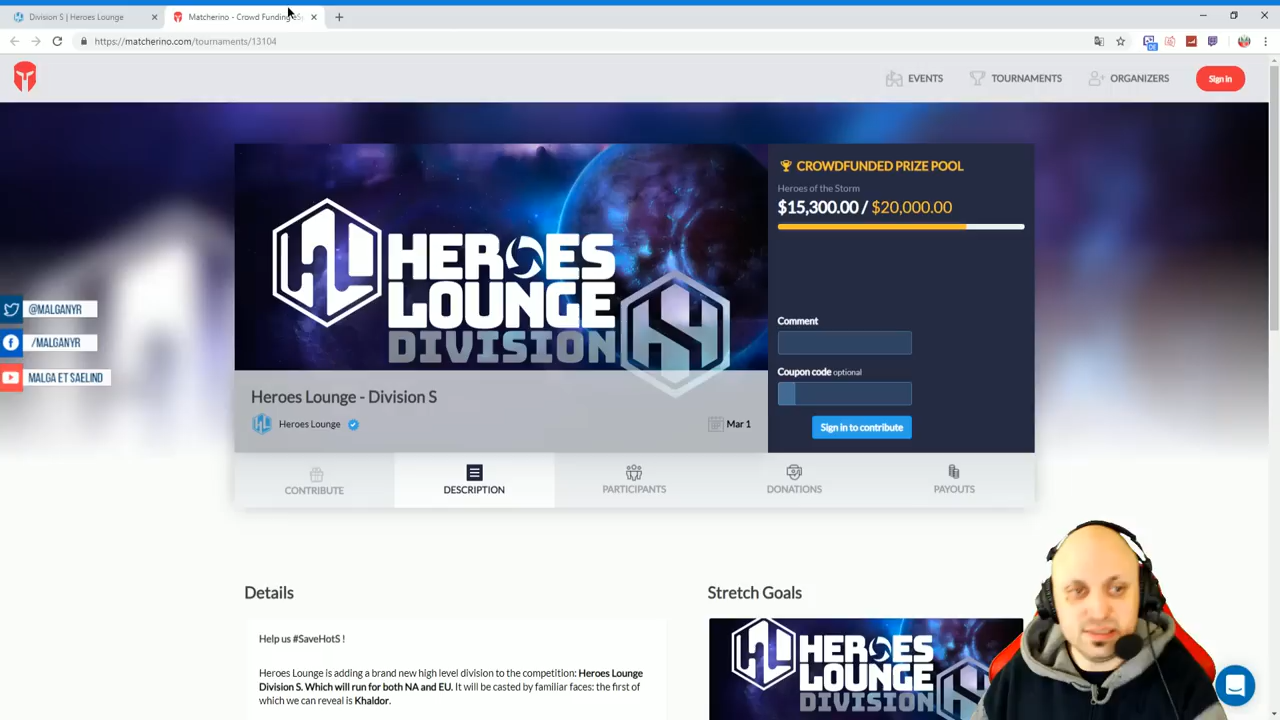 Division S | Heroes Lounge
Matcherino - Crowd Funding eS
https://matcherino.com/tournaments/13104
EVENTS
TOURNAMENTS
ORGANIZERS
Sign in
HEROES
LOUNGE
DIVISION
CROWDFUNDED PRIZE POOL
Heroes of the Storm
$15,300.00 / $20,000.00
Comment
Coupon code optional
Sign in to contribute
@MALGANYR
/MALGANYR
MALGA ET SAELIND
Heroes Lounge - Division S
Heroes Lounge
Mar 1
CONTRIBUTE
DESCRIPTION
PARTICIPANTS
DONATIONS
PAYOUTS
Details
Help us #SaveHotS !
Heroes Lounge is adding a brand new high level division to the competition: Heroes Lounge
Division S. Which will run for both NA and EU. It will be casted by familiar faces: the first of
which we can reveal is Khaldor.
Stretch Goals
HEROES
LOUNGE
DIVISION